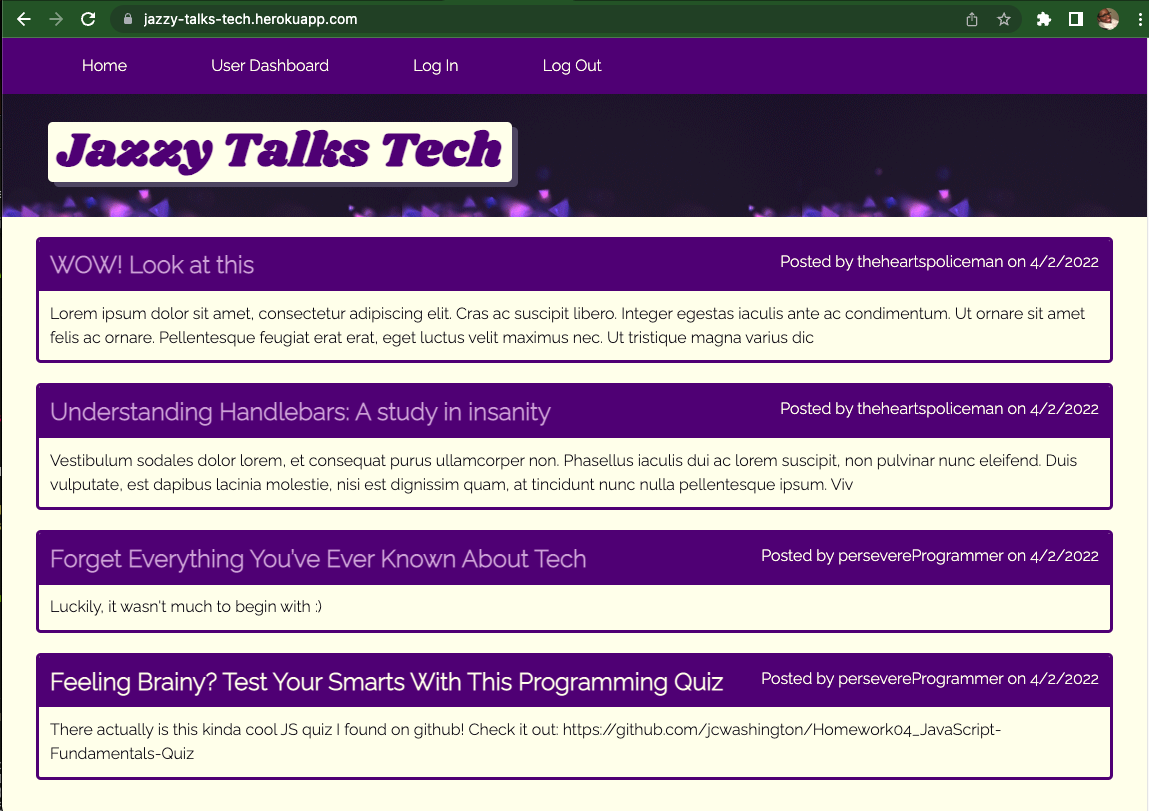 jazzy-talks-tech.herokuapp.com
Home User Dashboard Log In Log Out
Jazzy Talks Tech
WOW! Look at this Posted by theheartspoliceman on 4/2/2022
Lorem ipsum dolor sit amet, consectetur adipiscing elit. Cras ac suscipit libero. Integer egestas iaculis ante ac condimentum. Ut ornare sit amet
felis ac ornare. Pellentesque feugiat erat erat, eget luctus velit maximus nec. Ut tristique magna varius dic
Understanding Handlebars: A study in insanity Posted by theheartspoliceman on 4/2/2022
Vestibulum sodales dolor lorem, et consequat purus ullamcorper non. Phasellus iaculis dui ac lorem suscipit, non pulvinar nunc eleifend. Duis
vulputate, est dapibus lacinia molestie, nisi est dignissim quam, at tincidunt nunc nulla pellentesque ipsum. Viv
Forget Everything You've Ever Known About Tech Posted by persevereProgrammer on 4/2/2022
Luckily, it wasn't much to begin with :)
Feeling Brainy? Test Your Smarts With This Programming Quiz Posted by persevereProgrammer on 4/2/2022
There actually is this kinda cool JS quiz I found on github! Check it out: https://github.com/jcwashington/Homework04_JavaScript-
Fundamentals-Quiz